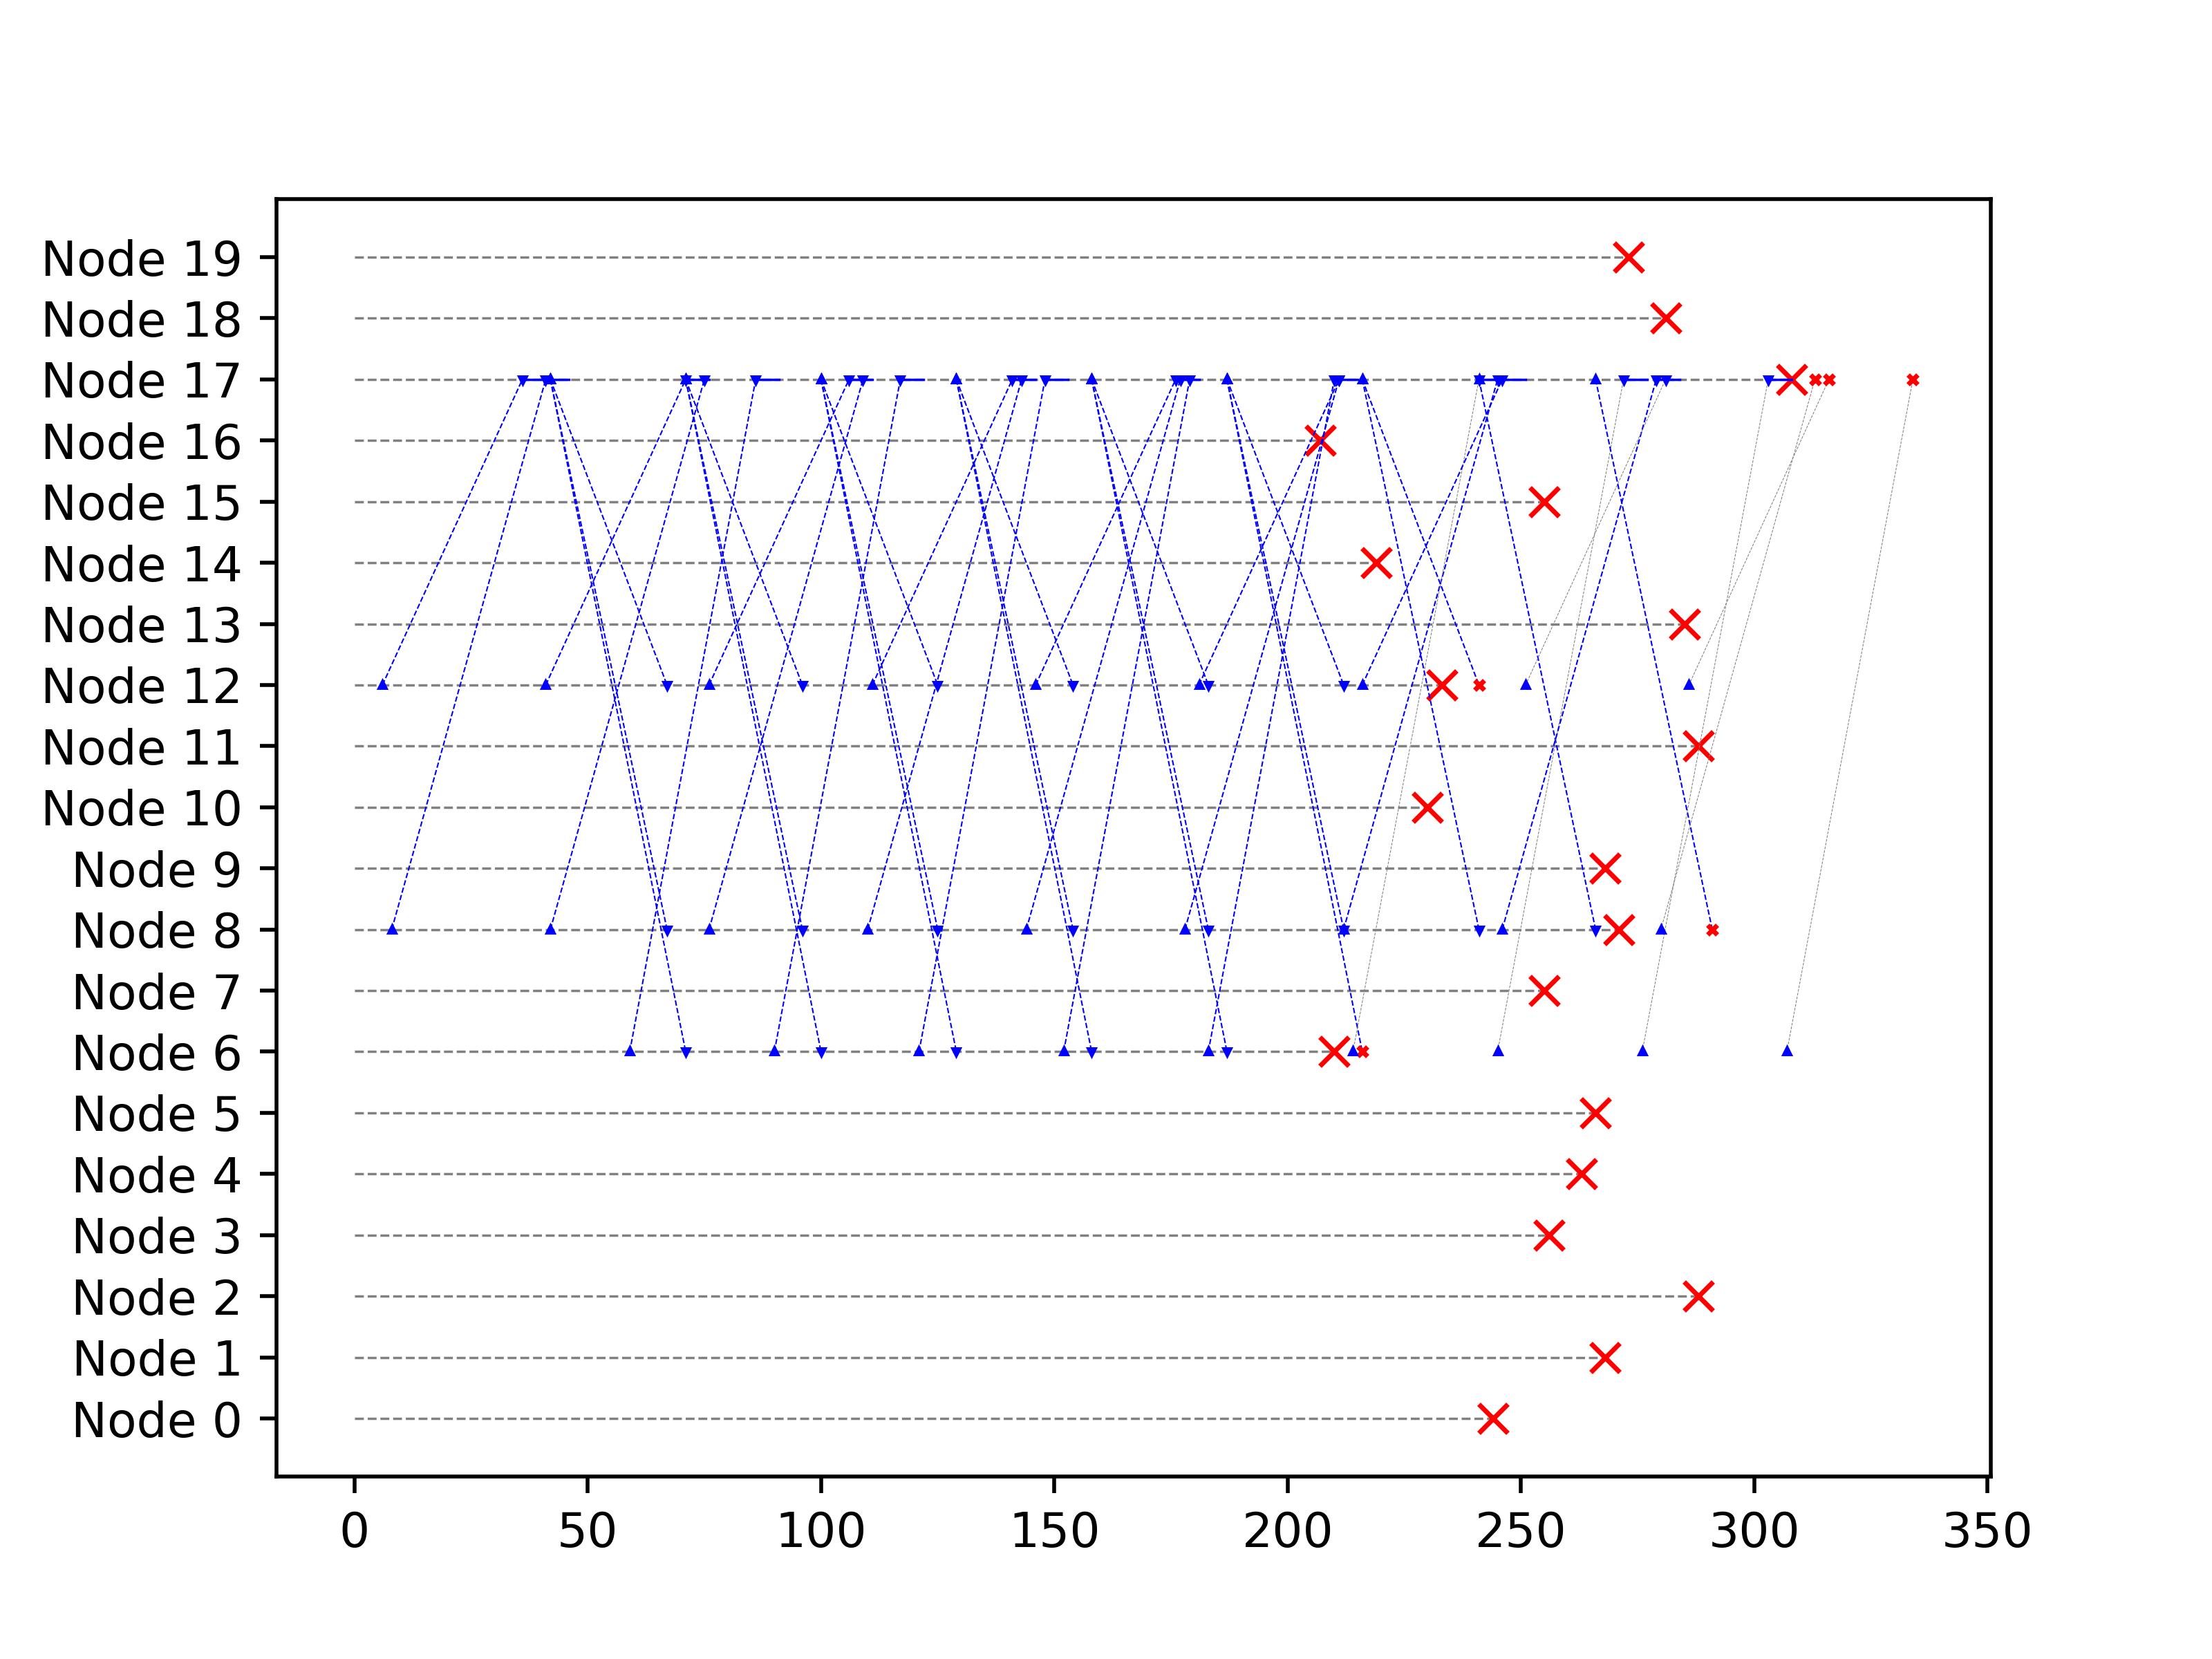 Node 19
Node 18
Node 17
Node 16
Node 15
Node 14
Node 13
Node 12
Node 11
Node 10
Node 9
Node 8
Node 7
Node 6
Node 5
Node 4
Node 3
Node 2
Node 1
Node 0
0 50 100 150 200 250 300 350